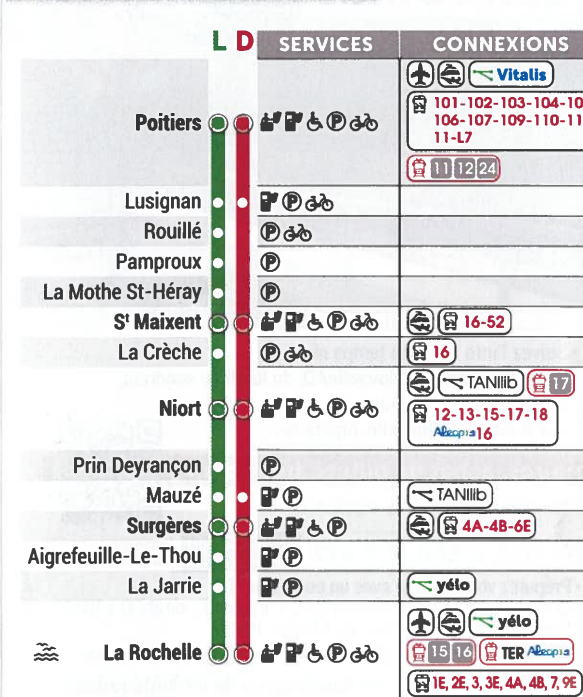 L D SERVICES CONNEXIONS
Vitalis
101-102-103-104-10
Poitiers P 106-107-109-110-11
11-L7
11 12 24
Lusignan P
Rouillé P
Pamproux P
La Mothe St-Héray P
St Maixent P 16-52
La Crèche P 16
TANlib 17
Niort P 12-13-15-17-18
Aléop 16
Prin Deyrançon P
Mauzé P TANlib
Surgères P 4A-4B-6E
Aigrefeuille-Le-Thou P
La Jarrie P yélo
yélo
La Rochelle P 15 16 TER Aléop
1E, 2E, 3, 3E, 4A, 4B, 7, 9E